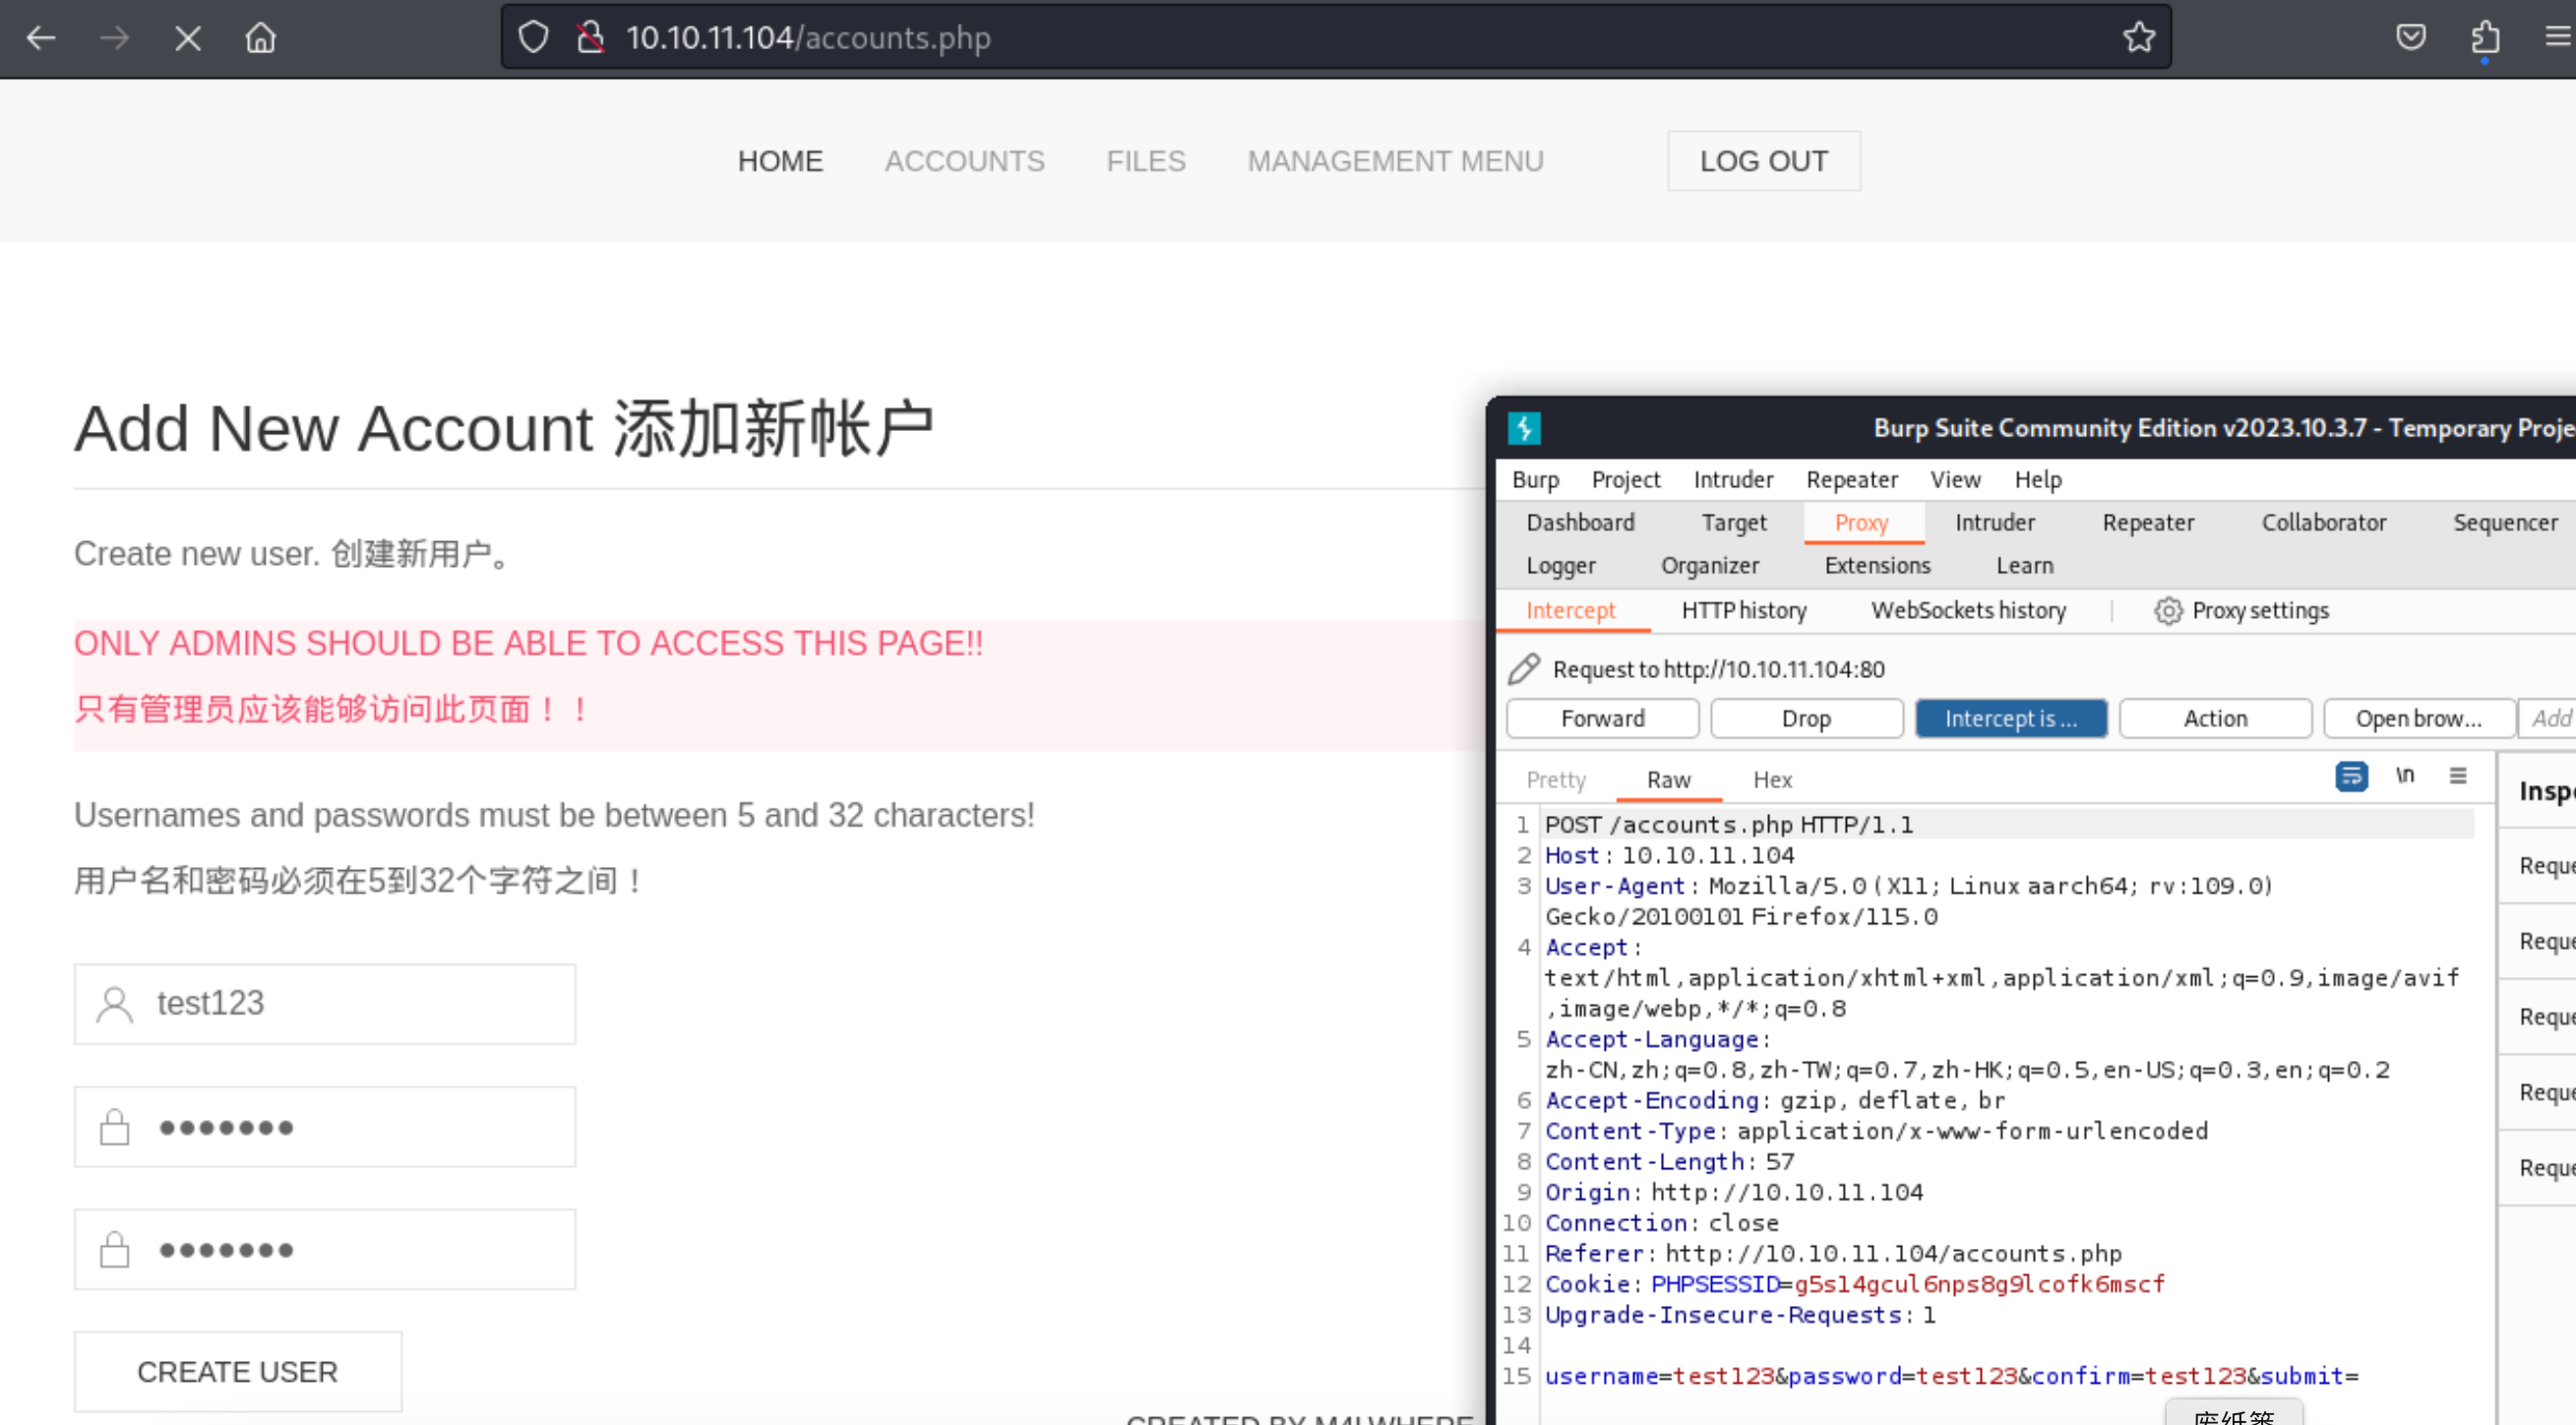 10.10.11.104/accounts.php
HOME ACCOUNTS FILES MANAGEMENT MENU LOG OUT
Add New Account 添加新帐户
Create new user. 创建新用户。
ONLY ADMINS SHOULD BE ABLE TO ACCESS THIS PAGE!!
只有管理员应该能够访问此页面！！
Usernames and passwords must be between 5 and 32 characters!
用户名和密码必须在5到32个字符之间！
test123
CREATE USER
CREATED BY M4LWHERE
Burp Suite Community Edition v2023.10.3.7 - Temporary Proje
Burp Project Intruder Repeater View Help
Dashboard Target Proxy Intruder Repeater Collaborator Sequencer
Logger Organizer Extensions Learn
Intercept HTTP history WebSockets history Proxy settings
Request to http://10.10.11.104:80
Forward Drop Intercept is ... Action Open brow... Add
Pretty Raw Hex \n
Inspe
Reque
Reque
Reque
Reque
Reque
1 POST /accounts.php HTTP/1.1
2 Host: 10.10.11.104
3 User-Agent: Mozilla/5.0 (X11; Linux aarch64; rv:109.0)
Gecko/20100101 Firefox/115.0
4 Accept:
text/html,application/xhtml+xml,application/xml;q=0.9,image/avif
,image/webp,*/*;q=0.8
5 Accept-Language:
zh-CN,zh;q=0.8,zh-TW;q=0.7,zh-HK;q=0.5,en-US;q=0.3,en;q=0.2
6 Accept-Encoding: gzip, deflate, br
7 Content-Type: application/x-www-form-urlencoded
8 Content-Length: 57
9 Origin: http://10.10.11.104
10 Connection: close
11 Referer: http://10.10.11.104/accounts.php
12 Cookie: PHPSESSID=g5sl4gcul6nps8g9lcofk6mscf
13 Upgrade-Insecure-Requests: 1
14
15 username=test123&password=test123&confirm=test123&submit=
废纸篓